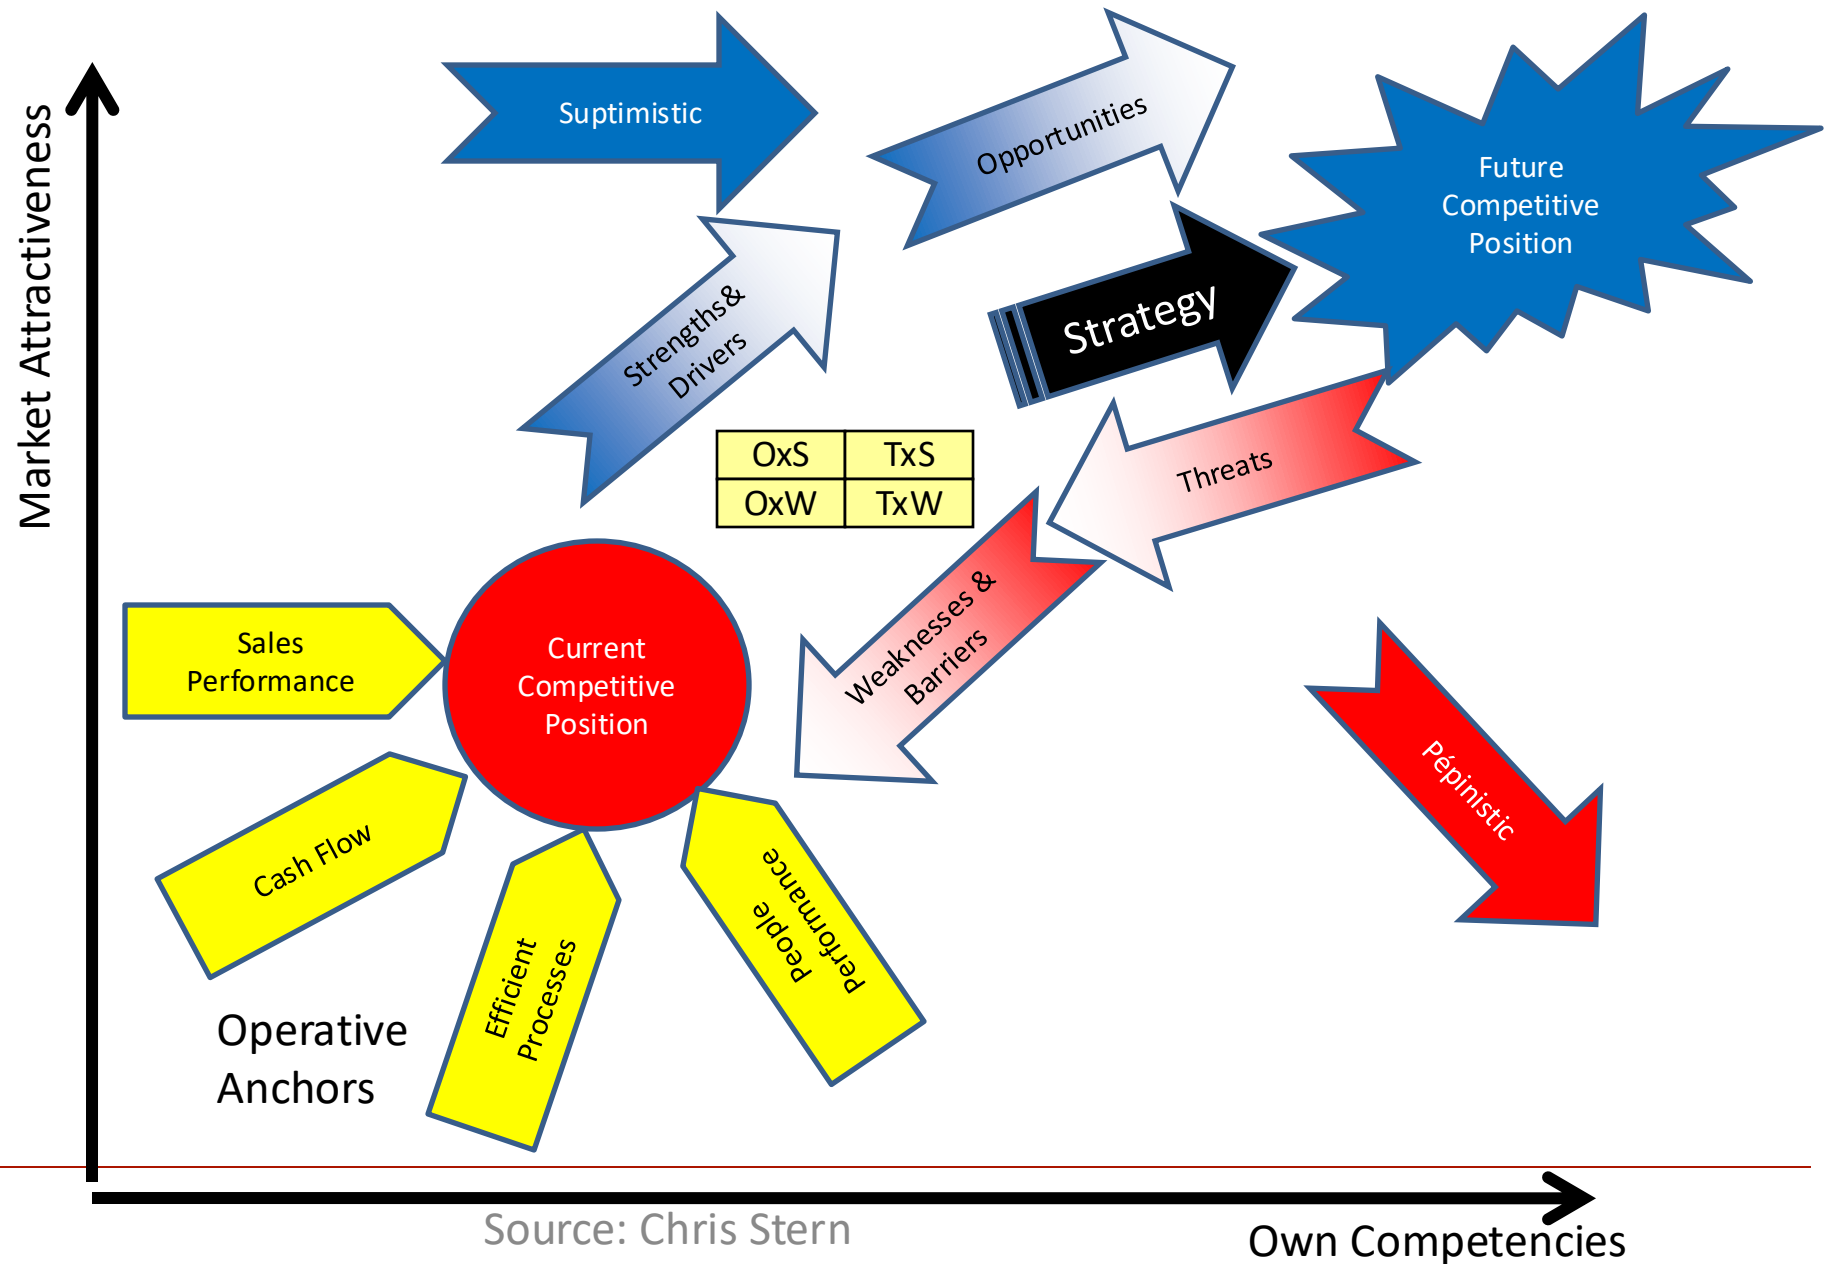 Market Attractiveness
Suptimistic
Opportunities
Future
Competitive
Position
Strengths&
Drivers
Strategy
OxS TxS
OxW TxW
Threats
Weaknesses &
Barriers
Sales
Performance
Current
Competitive
Position
Pépinistic
Cash Flow
Efficient
Processes
People
Performance
Operative
Anchors
Source: Chris Stern
Own Competencies